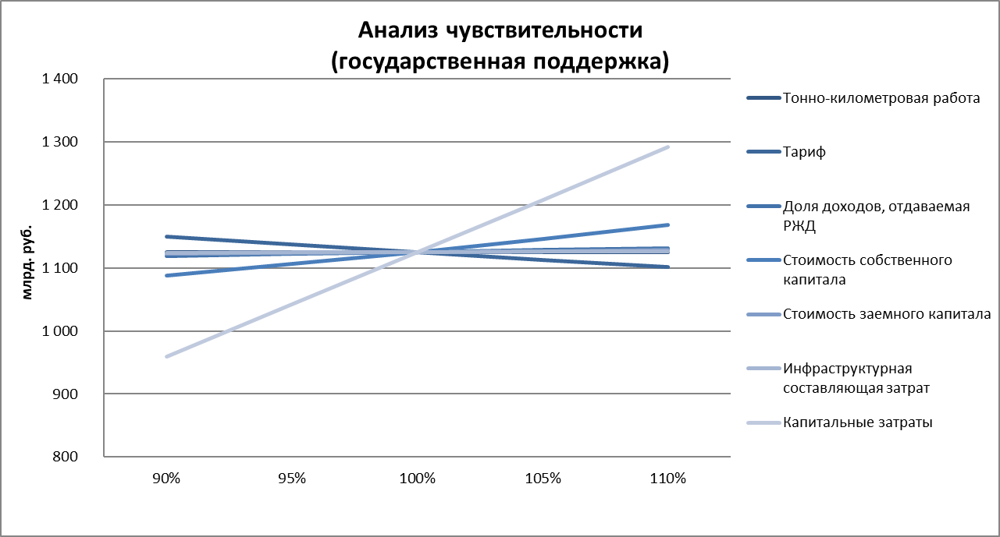 Анализ чувствительности
(государственная поддержка)
млрд. руб.
1 400
1 300
1 200
1 100
1 000
900
800
90%
95%
100%
105%
110%
Тонно-километровая работа
Тариф
Доля доходов, отдаваемая
РЖД
Стоимость собственного
капитала
Стоимость заемного капитала
Инфраструктурная
составляющая затрат
Капитальные затраты